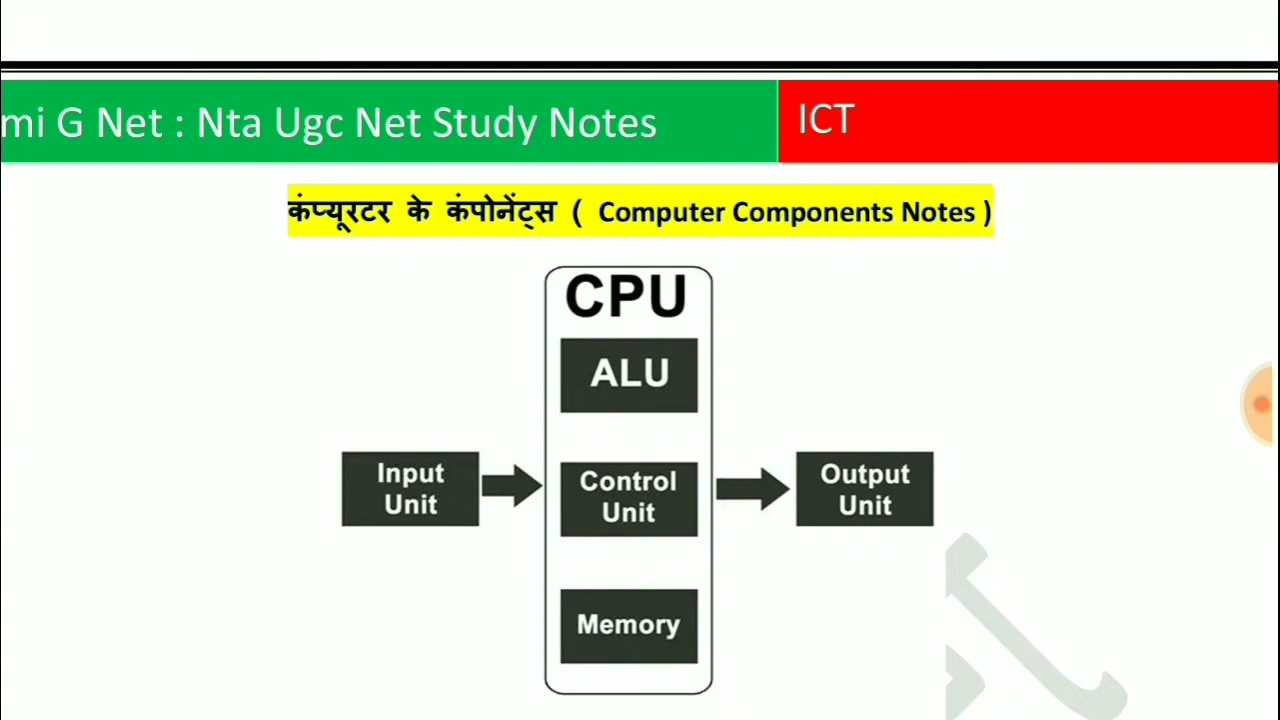 mi G Net : Nta Ugc Net Study Notes
ICT
कंप्यूरटर के कंपोनेंट्स ( Computer Components Notes )
CPU
ALU
Input
Unit
Control
Unit
Output
Unit
Memory